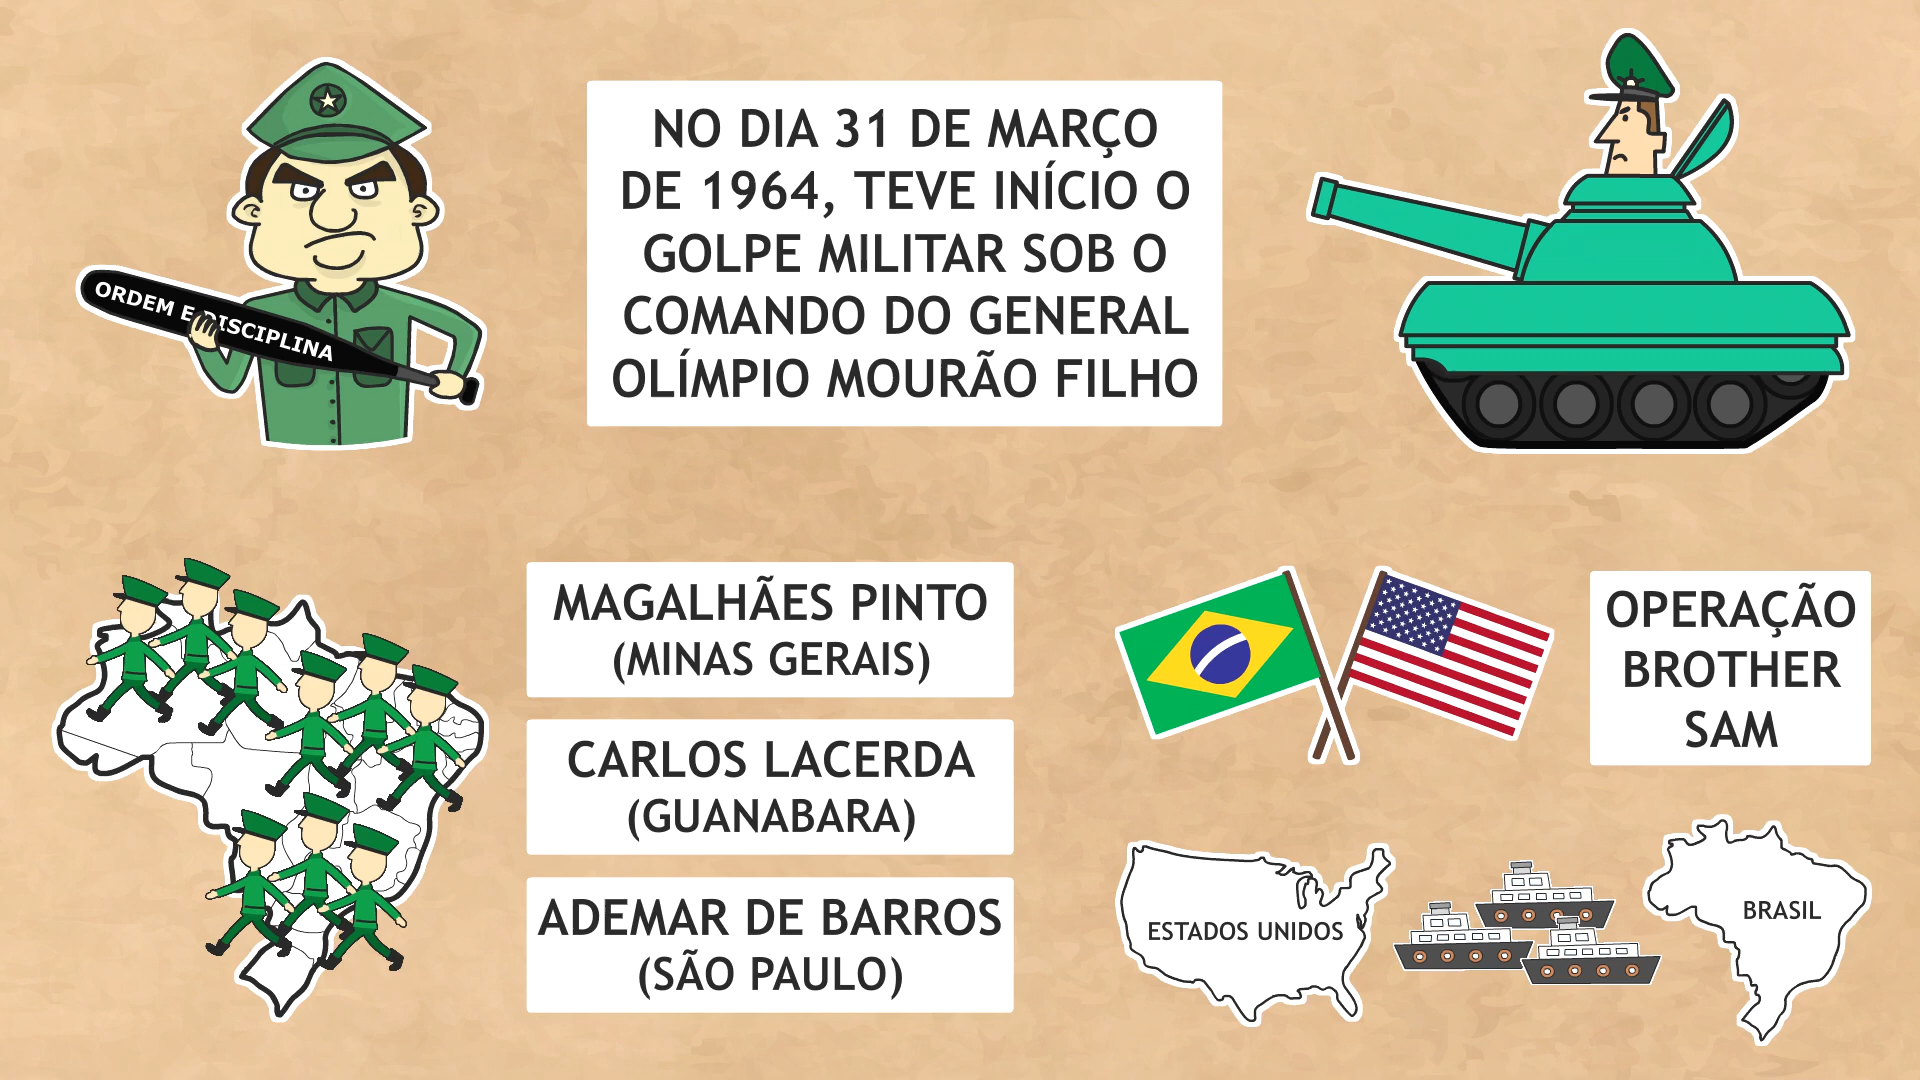 NO DIA 31 DE MARÇO
DE 1964, TEVE INÍCIO O
GOLPE MILITAR SOB O
COMANDO DO GENERAL
OLÍMPIO MOURÃO FILHO
ORDEM E DISCIPLINA
MAGALHÃES PINTO
(MINAS GERAIS)
CARLOS LACERDA
(GUANABARA)
ADEMAR DE BARROS
(SÃO PAULO)
OPERAÇÃO
BROTHER
SAM
ESTADOS UNIDOS
BRASIL